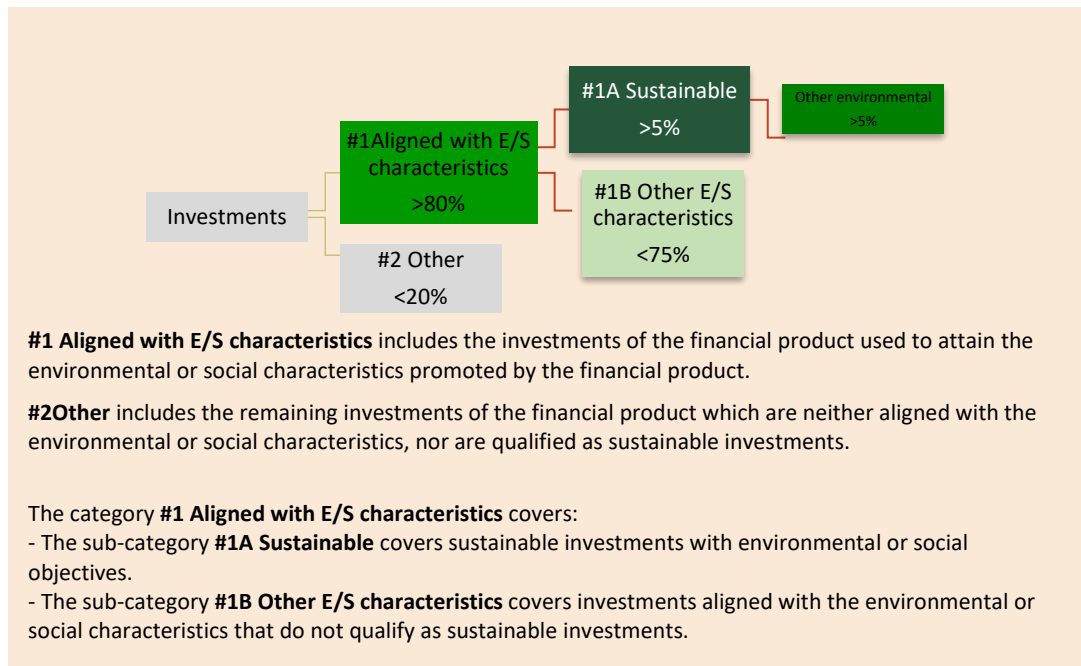 Investments
#1Aligned with E/S
characteristics
>80%
#2 Other
<20%
#1A Sustainable
>5%
#1B Other E/S
characteristics
<75%
Other environmental
>5%
#1 Aligned with E/S characteristics includes the investments of the financial product used to attain the
environmental or social characteristics promoted by the financial product.
#2Other includes the remaining investments of the financial product which are neither aligned with the
environmental or social characteristics, nor are qualified as sustainable investments.
The category #1 Aligned with E/S characteristics covers:
- The sub-category #1A Sustainable covers sustainable investments with environmental or social
objectives.
- The sub-category #1B Other E/S characteristics covers investments aligned with the environmental or
social characteristics that do not qualify as sustainable investments.